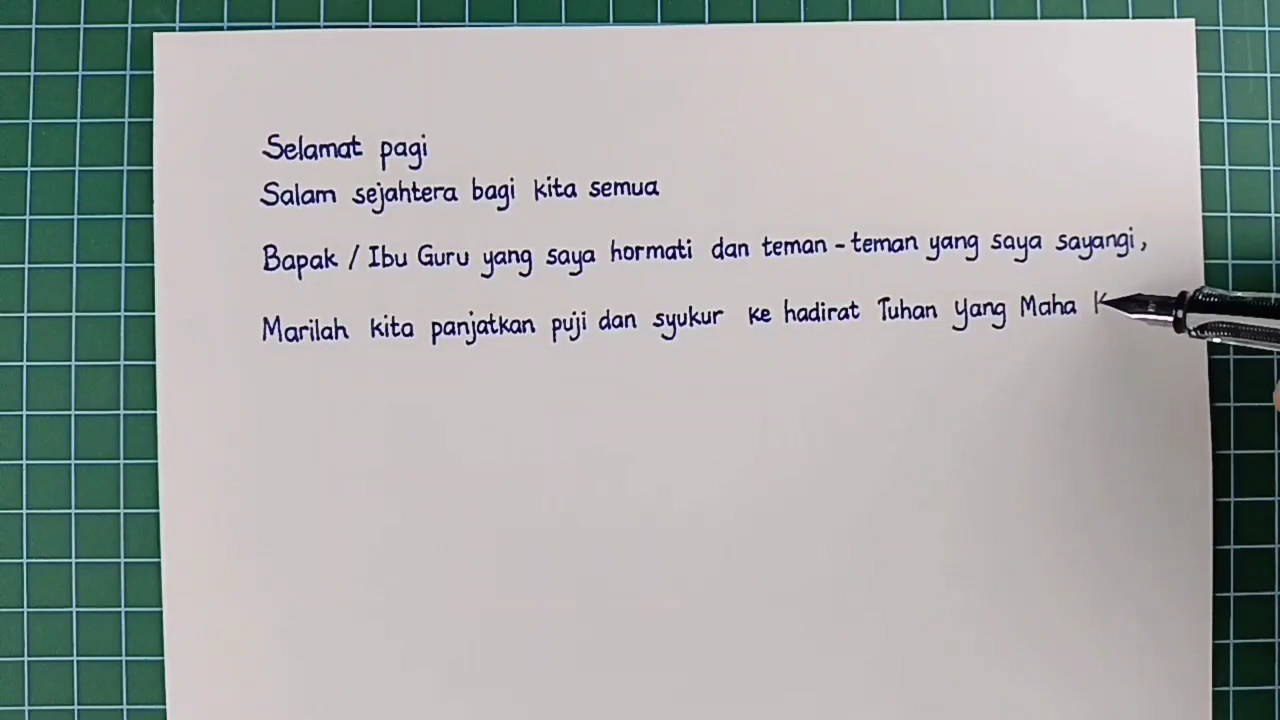 Selamat pagi
Salam sejahtera bagi kita semua
Bapak / Ibu Guru yang saya hormati dan teman-teman yang saya sayangi,
Marilah kita panjatkan puji dan syukur ke hadirat Tuhan Yang Maha K